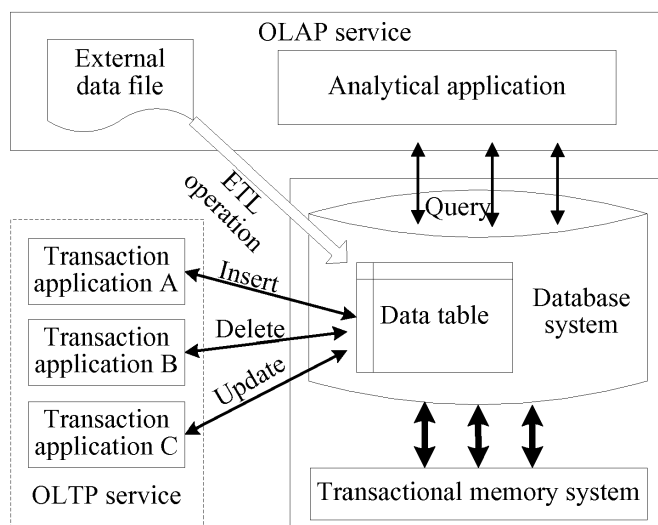 OLAP service
External
data file
Analytical application
ETL
operation
Query
Transaction
application A
Insert
Transaction
application B
Delete
Transaction
application C
Update
Data table
Database
system
OLTP service
Transactional memory system